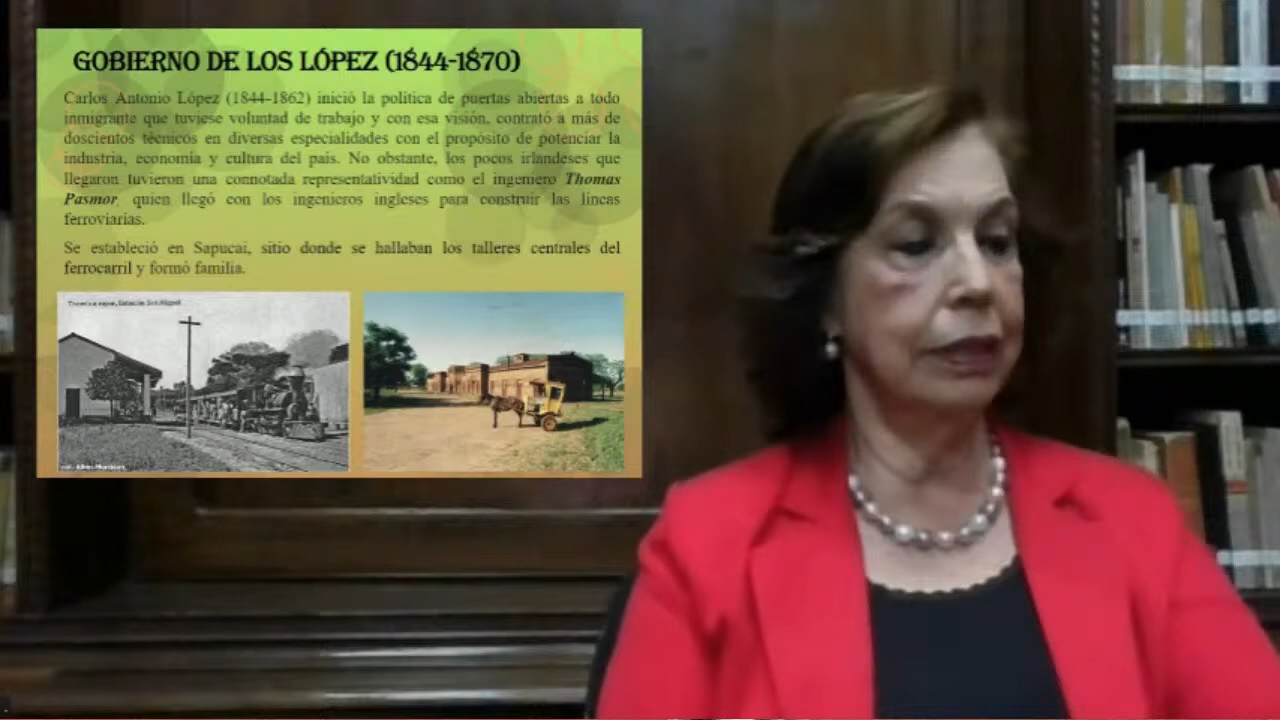 GOBIERNO DE LOS LÓPEZ (1844-1870)
Carlos Antonio López (1844-1862) inició la política de puertas abiertas a todo
inmigrante que tuviese voluntad de trabajo y con esa visión, contrató a más de
doscientos técnicos en diversas especialidades con el propósito de potenciar la
industria, economía y cultura del país. No obstante, los pocos irlandeses que
llegaron tuvieron una connotada representatividad como el ingeniero Thomas
Pasmor, quien llegó con los ingenieros ingleses para construir las líneas
ferroviarias.
Se estableció en Sapucai, sitio donde se hallaban los talleres centrales del
ferrocarril y formó familia.
Estación San Miguel